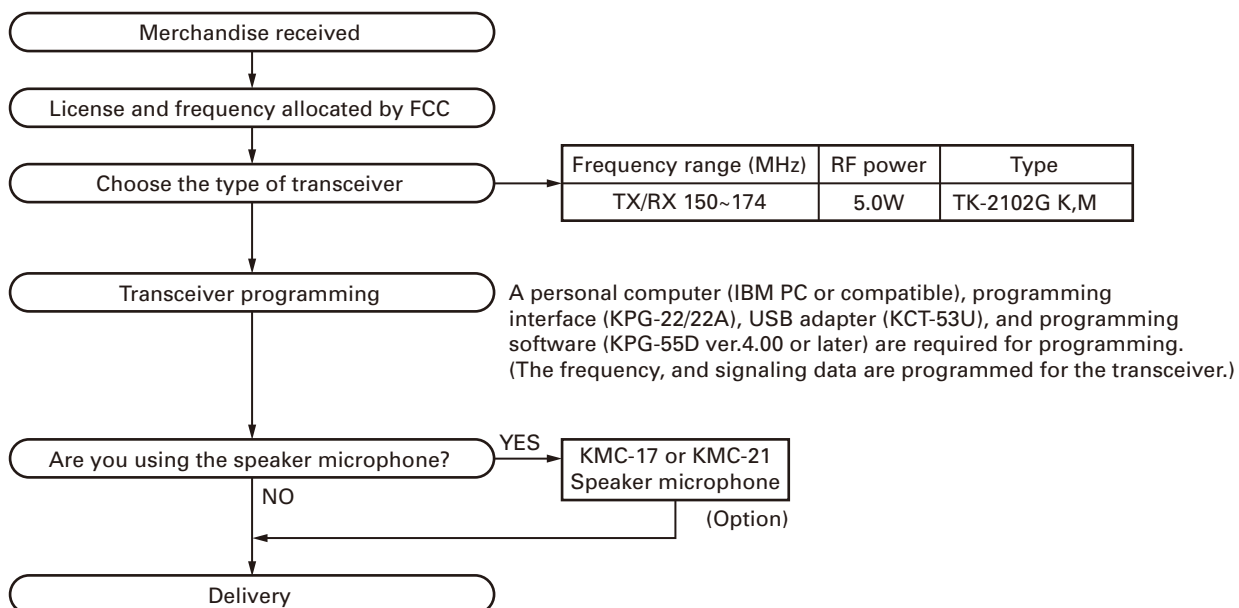 Merchandise received
License and frequency allocated by FCC
Choose the type of transceiver
Frequency range (MHz) RF power Type
TX/RX 150~174 5.0W TK-2102G K,M
Transceiver programming
A personal computer (IBM PC or compatible), programming
interface (KPG-22/22A), USB adapter (KCT-53U), and programming
software (KPG-55D ver.4.00 or later) are required for programming.
(The frequency, and signaling data are programmed for the transceiver.)
Are you using the speaker microphone?
YES
KMC-17 or KMC-21
Speaker microphone
(Option)
NO
Delivery